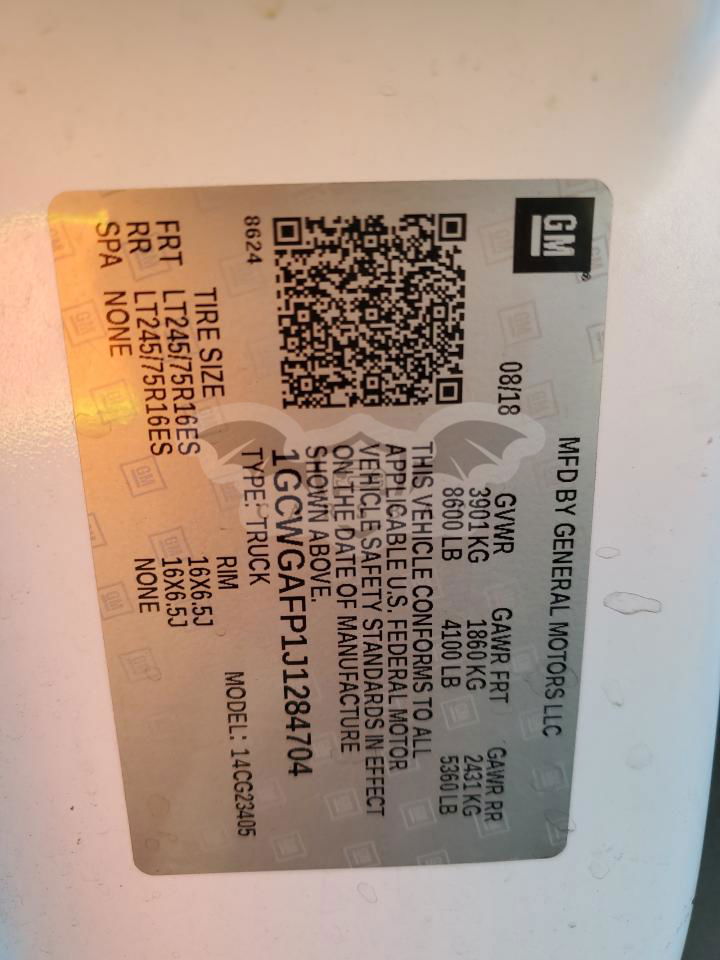 GM
MFD BY GENERAL MOTORS LLC
08/18 GVWR GAWR FRT GAWR RR
3901 KG 1860 KG 2431 KG
8600 LB 4100 LB 5360 LB
THIS VEHICLE CONFORMS TO ALL
APPLICABLE U.S. FEDERAL MOTOR
VEHICLE SAFETY STANDARDS IN EFFECT
ON THE DATE OF MANUFACTURE
SHOWN ABOVE.
1GCWGAFP1J1284704
8624 TYPE: TRUCK MODEL: 14CG23405
TIRE SIZE RIM
FRT LT245/75R16ES 16X6.5J
RR LT245/75R16ES 16X6.5J
SPA NONE NONE